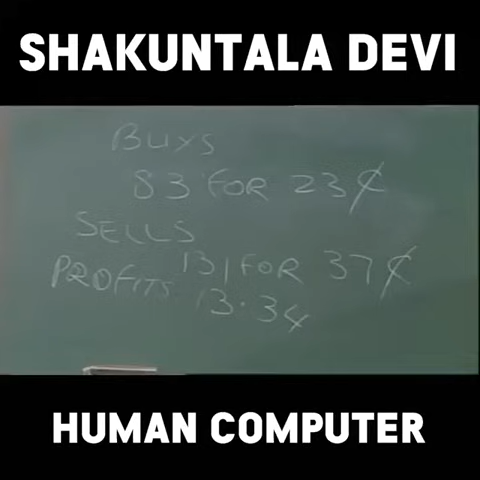 SHAKUNTALA DEVI
BUYS
83 FOR 23¢
SELLS
131 FOR 37¢
PROFITS 13.34
HUMAN COMPUTER